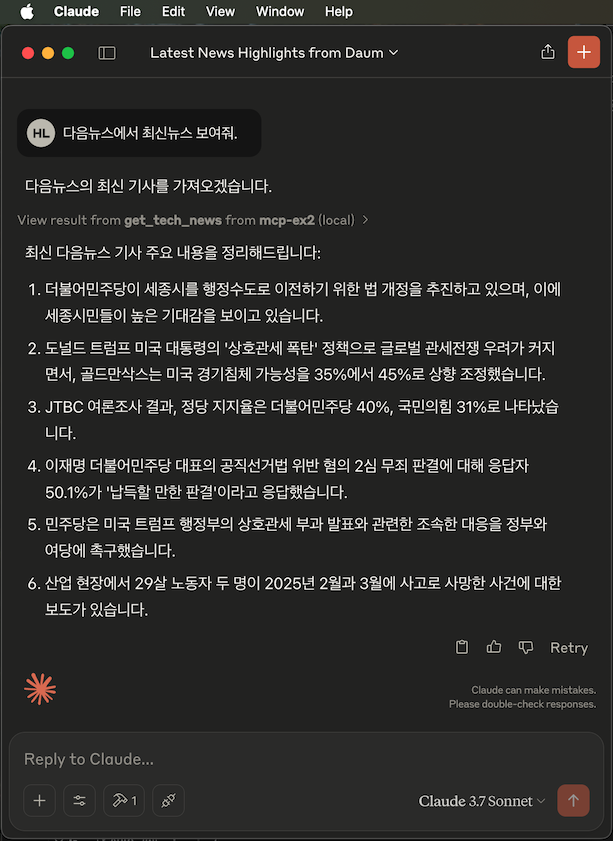 Claude File Edit View Window Help
Latest News Highlights from Daum
HL 다음뉴스에서 최신뉴스 보여줘.
다음뉴스의 최신 기사를 가져오겠습니다.
View result from get_tech_news from mcp-ex2 (local)
최신 다음뉴스 기사 주요 내용을 정리해드립니다:
1. 더불어민주당이 세종시를 행정수도로 이전하기 위한 법 개정을 추진하고 있으며, 이에
세종시민들이 높은 기대감을 보이고 있습니다.
2. 도널드 트럼프 미국 대통령의 '상호관세 폭탄' 정책으로 글로벌 관세전쟁 우려가 커지
면서, 골드만삭스는 미국 경기침체 가능성을 35%에서 45%로 상향 조정했습니다.
3. JTBC 여론조사 결과, 정당 지지율은 더불어민주당 40%, 국민의힘 31%로 나타났습
니다.
4. 이재명 더불어민주당 대표의 공직선거법 위반 혐의 2심 무죄 판결에 대해 응답자
50.1%가 '납득할 만한 판결'이라고 응답했습니다.
5. 민주당은 미국 트럼프 행정부의 상호관세 부과 발표와 관련한 조속한 대응을 정부와
여당에 촉구했습니다.
6. 산업 현장에서 29살 노동자 두 명이 2025년 2월과 3월에 사고로 사망한 사건에 대한
보도가 있습니다.
Retry
Claude can make mistakes.
Please double-check responses.
Reply to Claude...
1
Claude 3.7 Sonnet